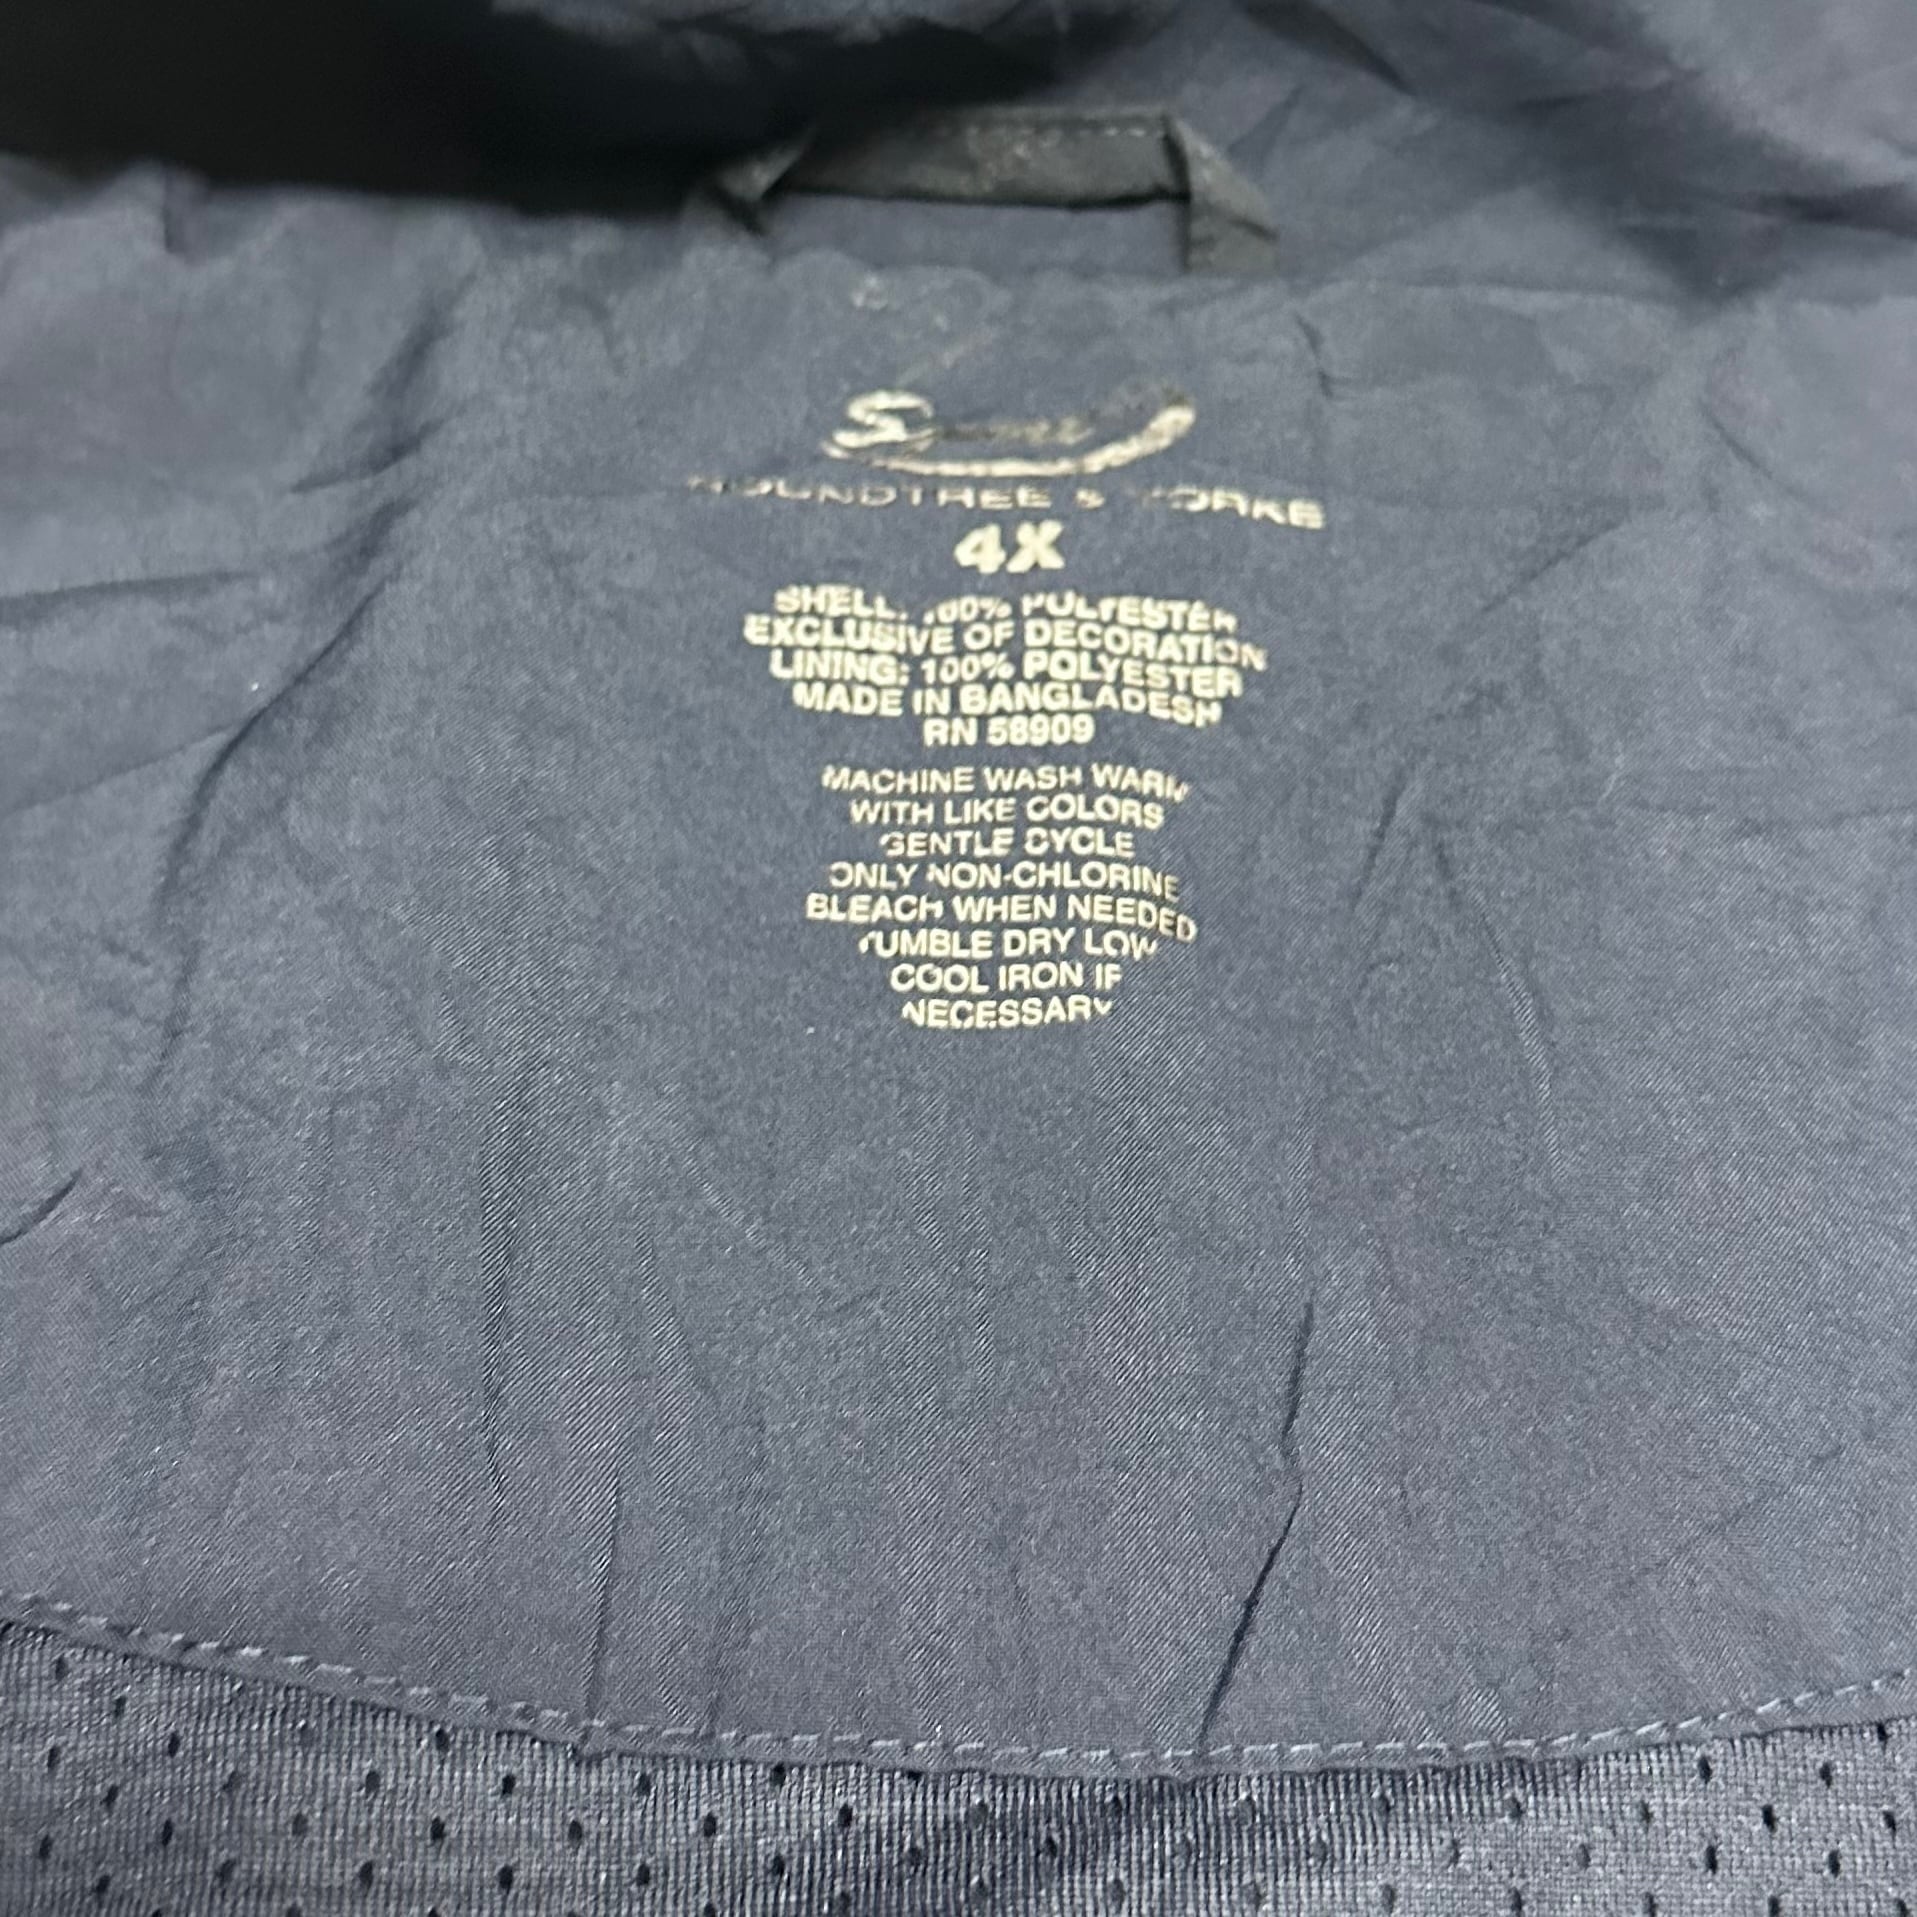 Sport
ROUNDTREE & YORKE
4X
SHELL: 100% POLYESTER
EXCLUSIVE OF DECORATION
LINING: 100% POLYESTER
MADE IN BANGLADESH
RN 58909
MACHINE WASH WARM
WITH LIKE COLORS
GENTLE CYCLE
ONLY NON-CHLORINE
BLEACH WHEN NEEDED
TUMBLE DRY LOW
COOL IRON IF
NECESSARY